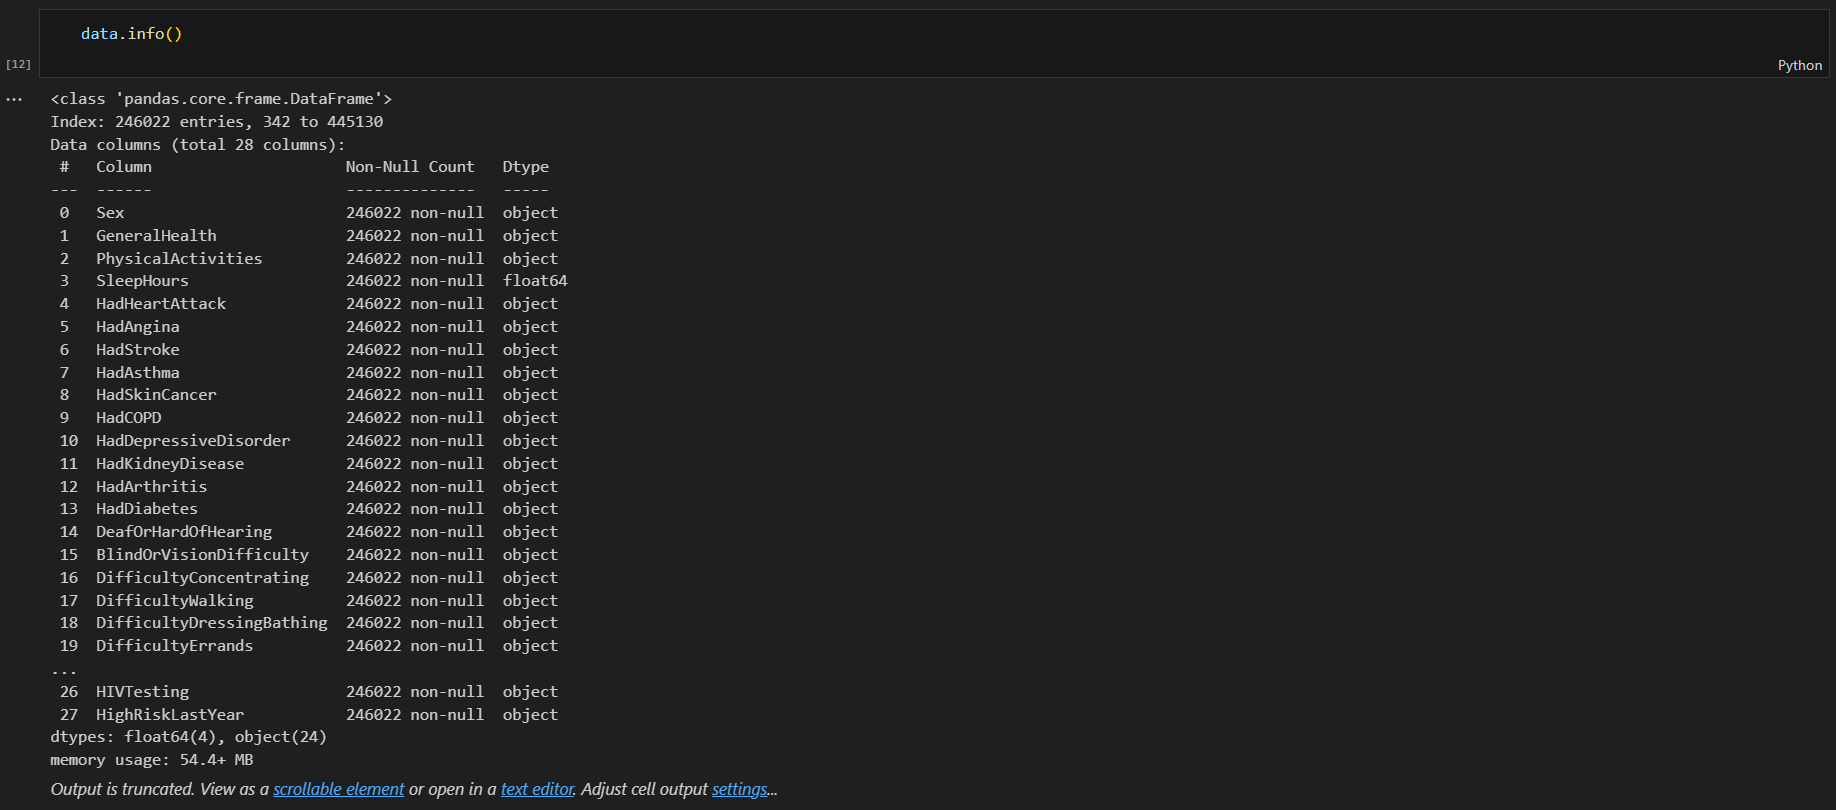 data.info()
[12]
Python
...
<class 'pandas.core.frame.DataFrame'>
Index: 246022 entries, 342 to 445130
Data columns (total 28 columns):
 #   Column                     Non-Null Count   Dtype
---  ------                     --------------   -----
 0   Sex                        246022 non-null  object
 1   GeneralHealth              246022 non-null  object
 2   PhysicalActivities         246022 non-null  object
 3   SleepHours                 246022 non-null  float64
 4   HadHeartAttack             246022 non-null  object
 5   HadAngina                  246022 non-null  object
 6   HadStroke                  246022 non-null  object
 7   HadAsthma                  246022 non-null  object
 8   HadSkinCancer              246022 non-null  object
 9   HadCOPD                    246022 non-null  object
 10  HadDepressiveDisorder      246022 non-null  object
 11  HadKidneyDisease           246022 non-null  object
 12  HadArthritis               246022 non-null  object
 13  HadDiabetes                246022 non-null  object
 14  DeafOrHardOfHearing        246022 non-null  object
 15  BlindOrVisionDifficulty    246022 non-null  object
 16  DifficultyConcentrating    246022 non-null  object
 17  DifficultyWalking          246022 non-null  object
 18  DifficultyDressingBathing  246022 non-null  object
 19  DifficultyErrands          246022 non-null  object
...
 26  HIVTesting                 246022 non-null  object
 27  HighRiskLastYear           246022 non-null  object
dtypes: float64(4), object(24)
memory usage: 54.4+ MB
Output is truncated. View as a scrollable element or open in a text editor. Adjust cell output settings...